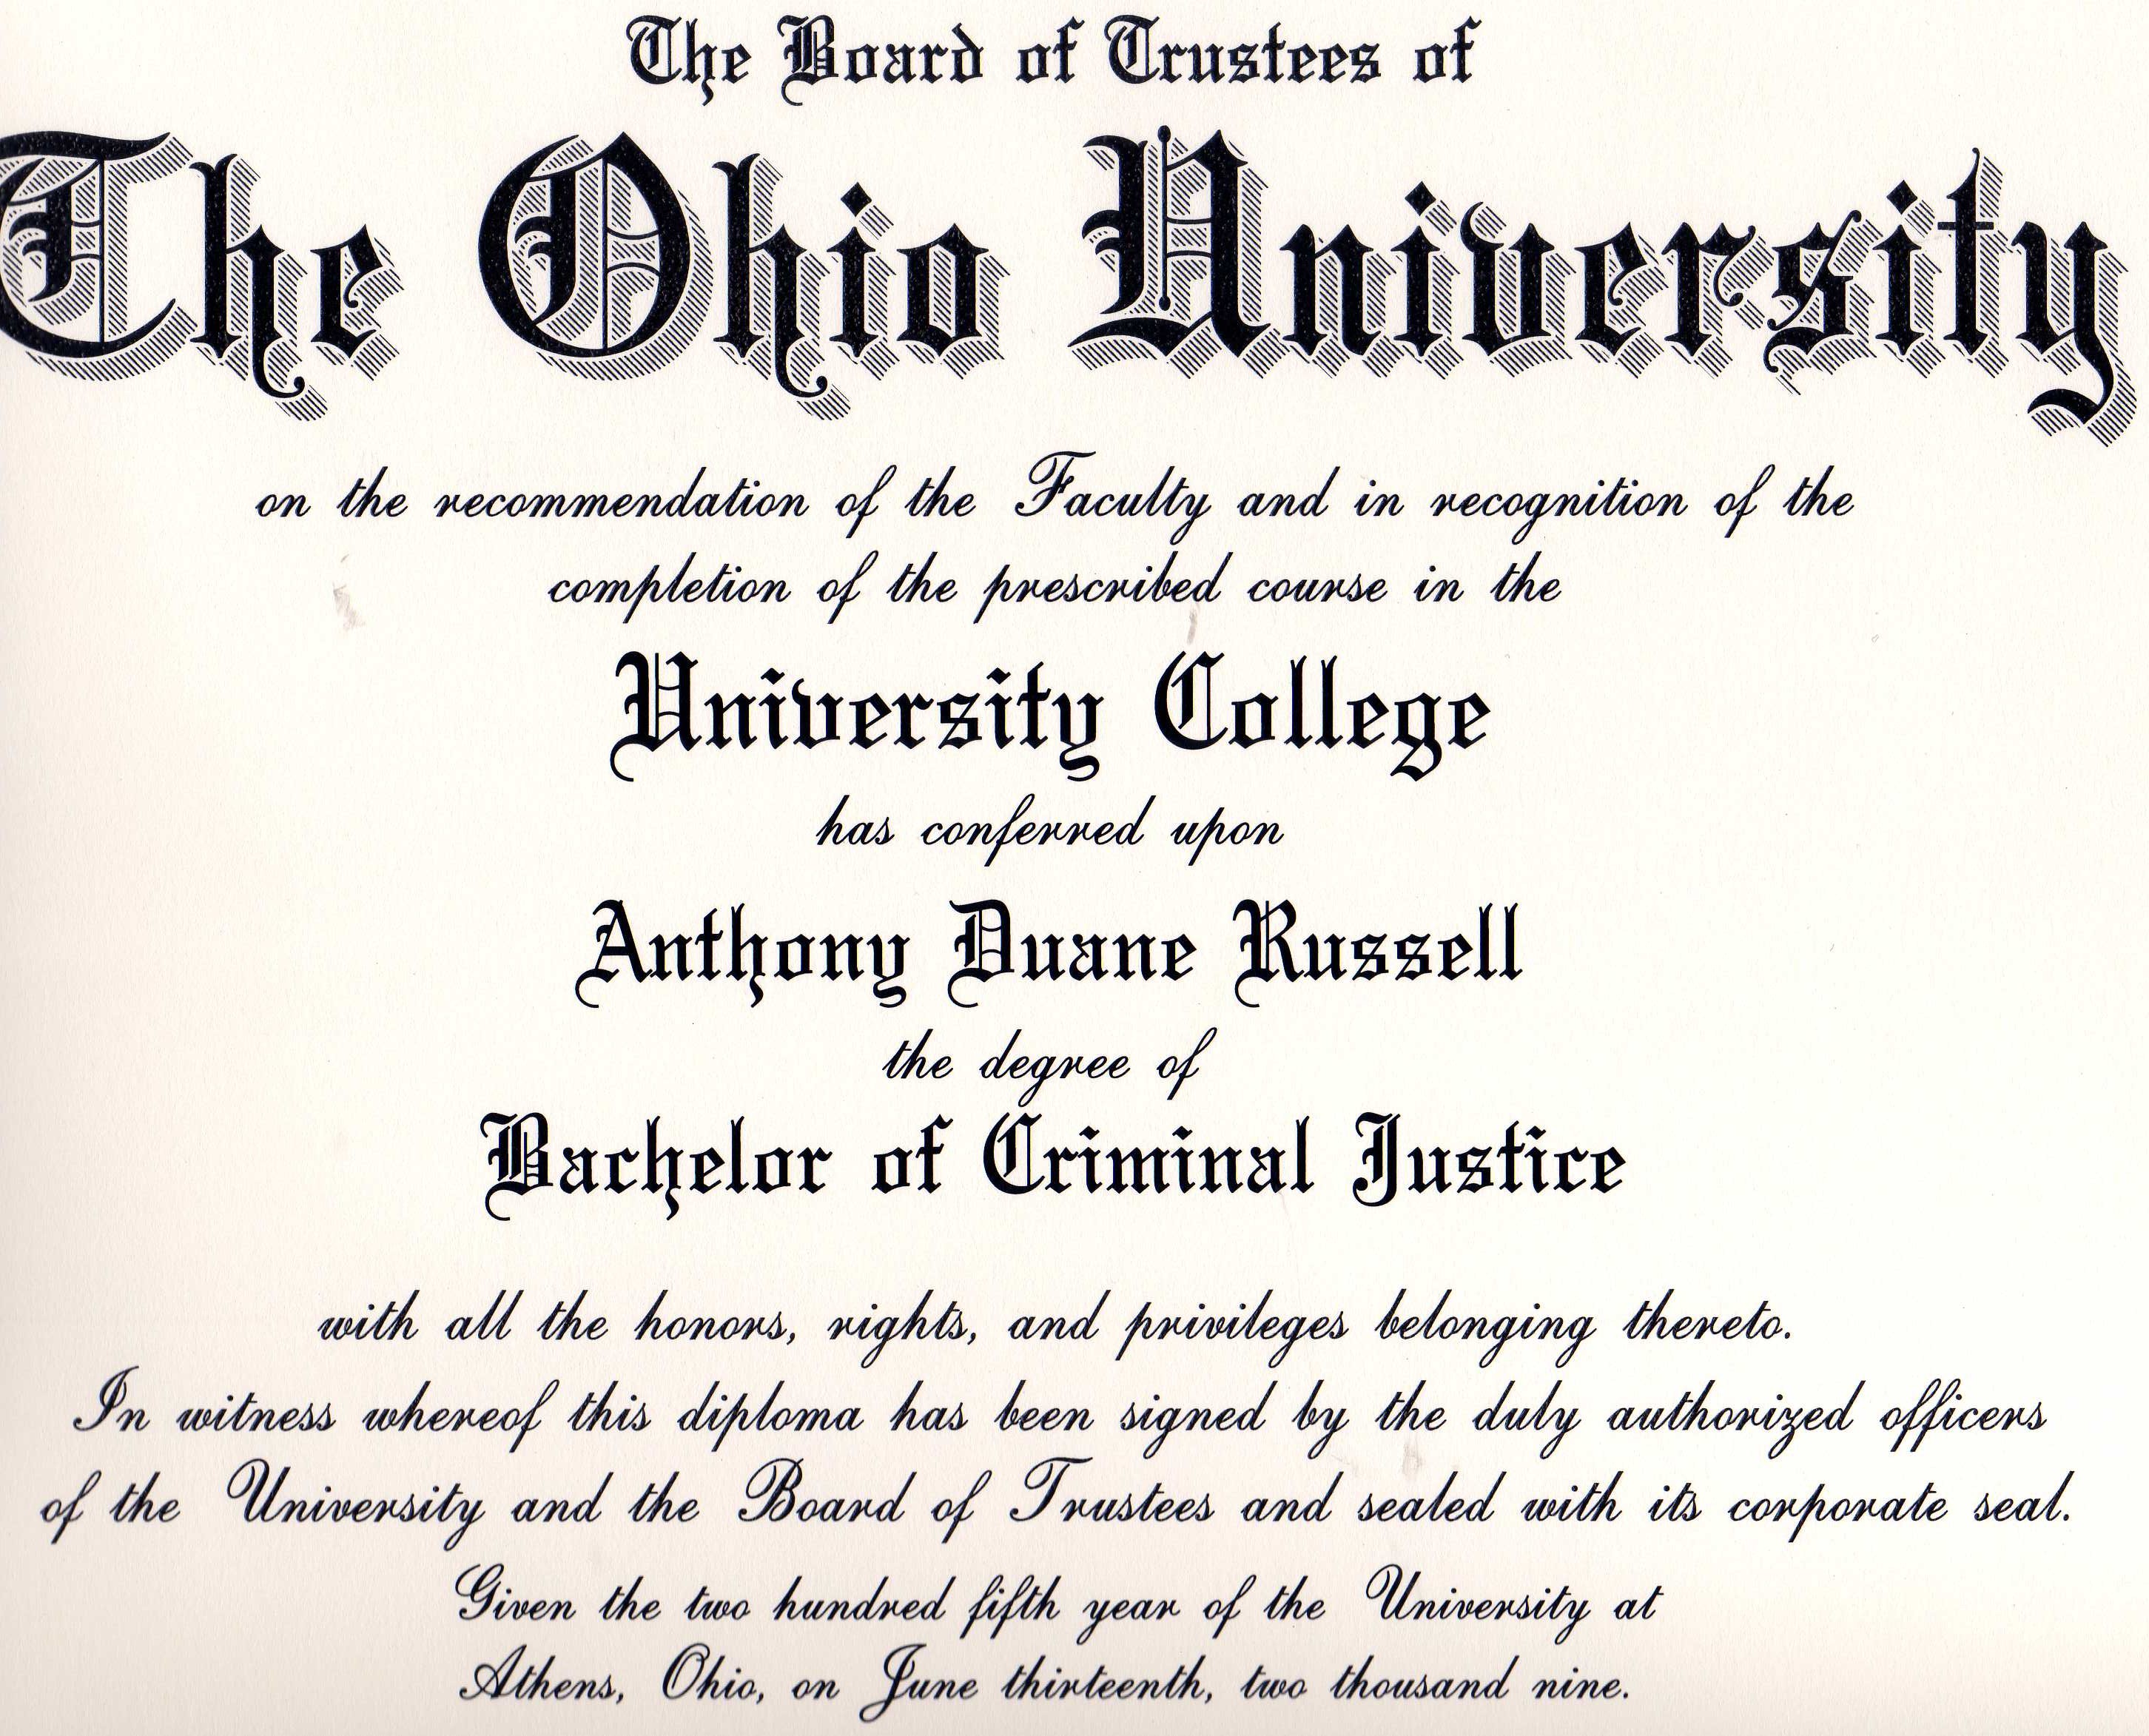 The Board of Trustees of
The Ohio University
on the recommendation of the Faculty and in recognition of the
completion of the prescribed course in the
University College
has conferred upon
Anthony Duane Russell
the degree of
Bachelor of Criminal Justice
with all the honors, rights, and privileges belonging thereto.
In witness whereof this diploma has been signed by the duly authorized officers
of the University and the Board of Trustees and sealed with its corporate seal.
Given the two hundred fifth year of the University at
Athens, Ohio, on June thirteenth, two thousand nine.